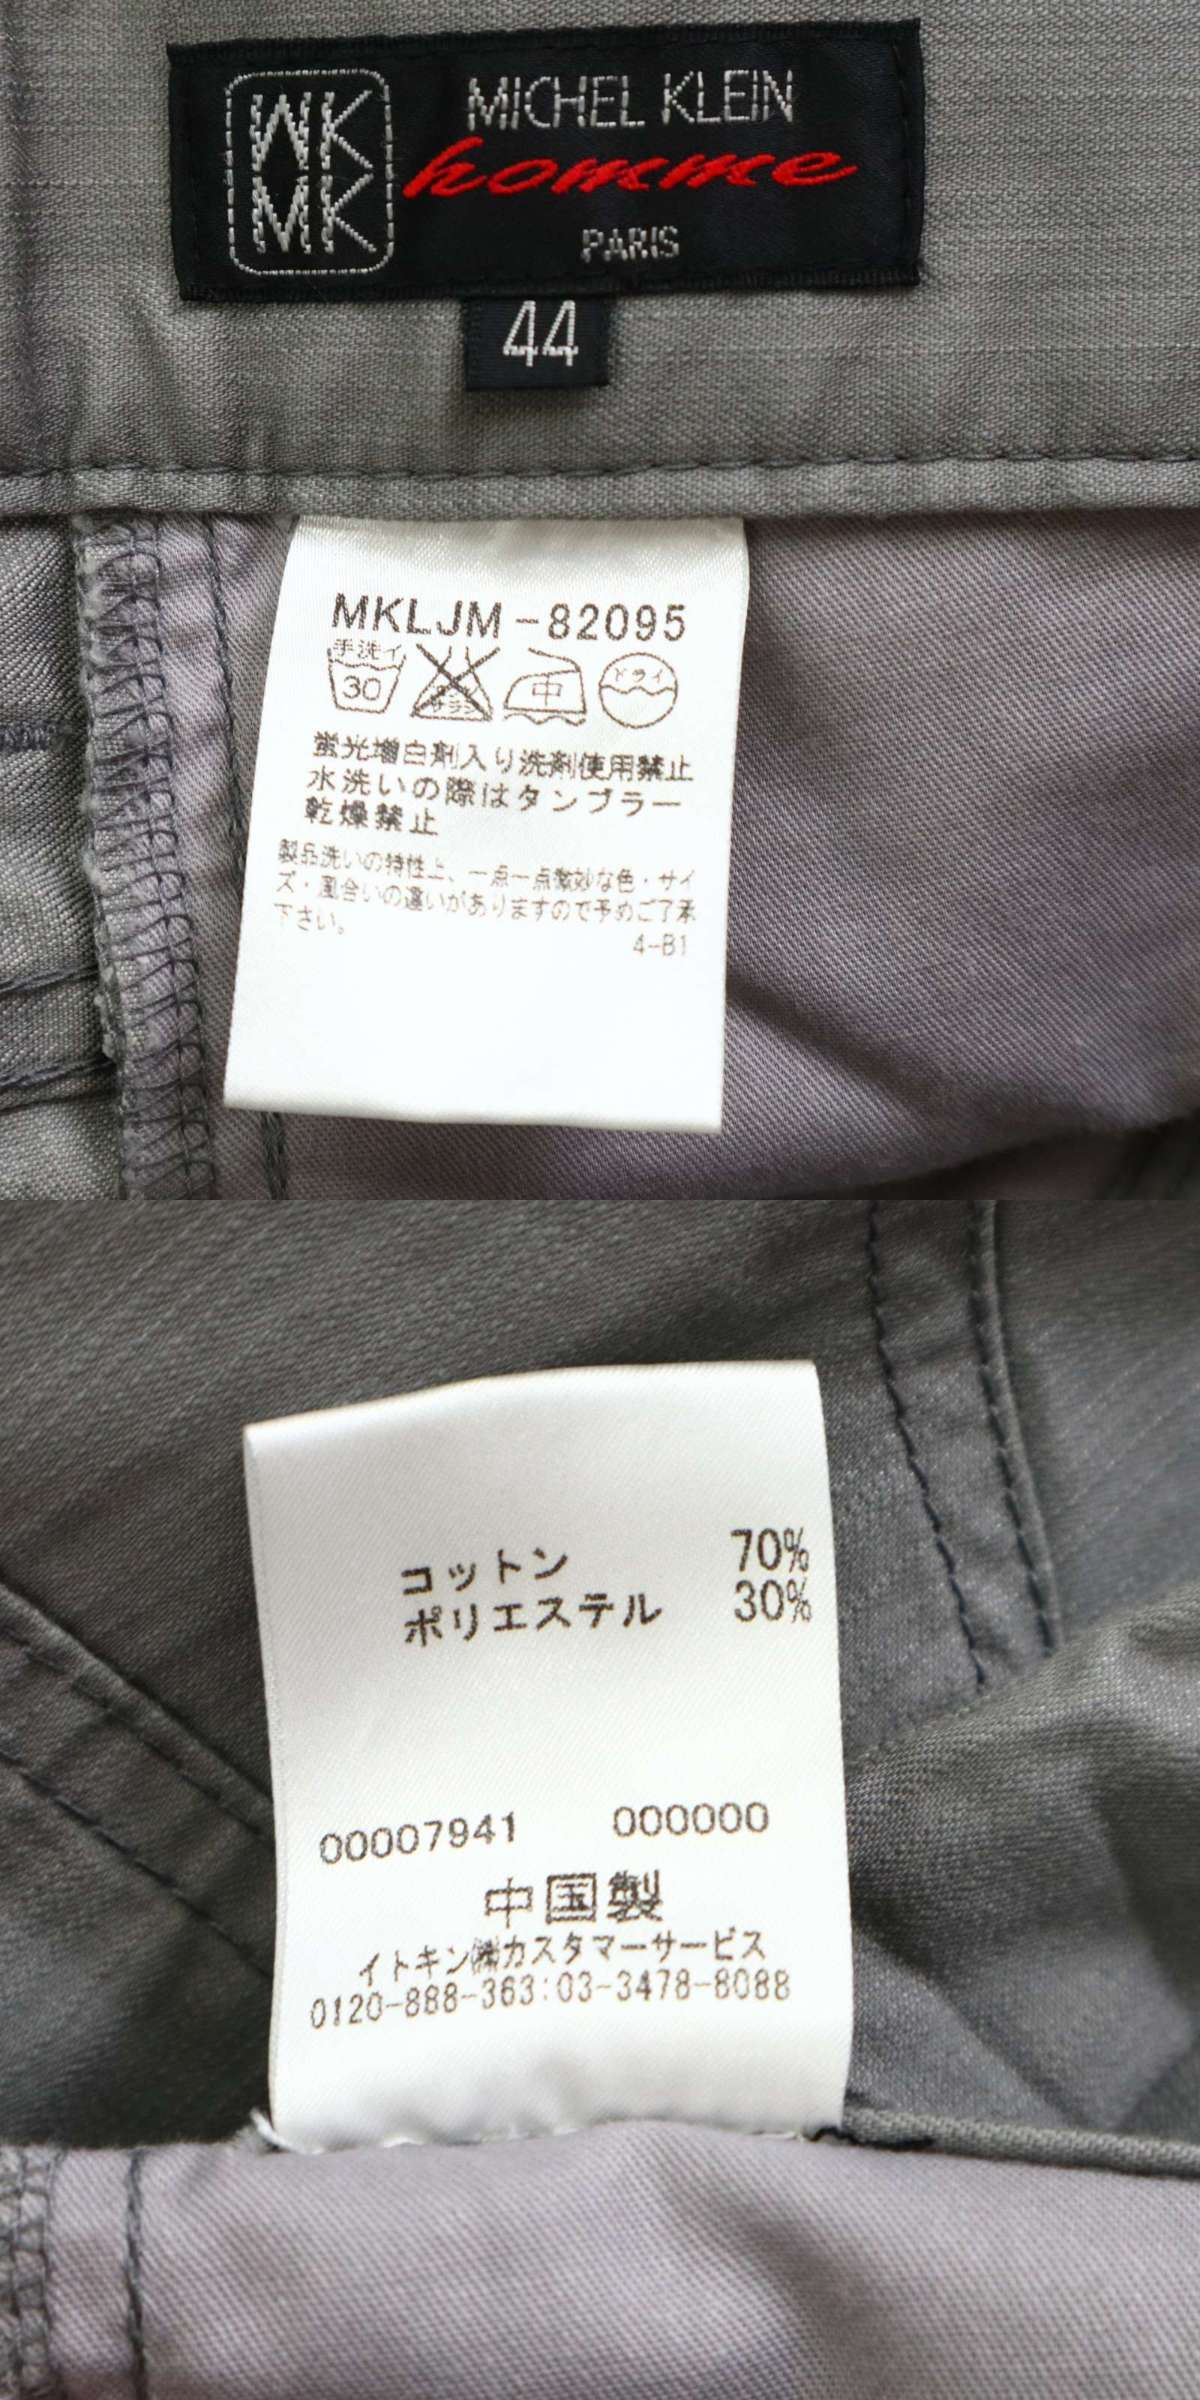 MK
MK
MICHEL KLEIN
homme
PARIS
44
MKLJM-82095
手洗イ
30
エンソ
サラシ
中
ドライ
蛍光増白剤入り洗剤使用禁止
水洗いの際はタンブラー
乾燥禁止
製品洗いの特性上、一点一点微妙な色・サイ
ズ・風合いの違いがありますので予めご了承
下さい。
4-B1
コットン 70%
ポリエステル 30%
00007941 000000
中国製
イトキン㈱カスタマーサービス
0120-888-363:03-3478-8088